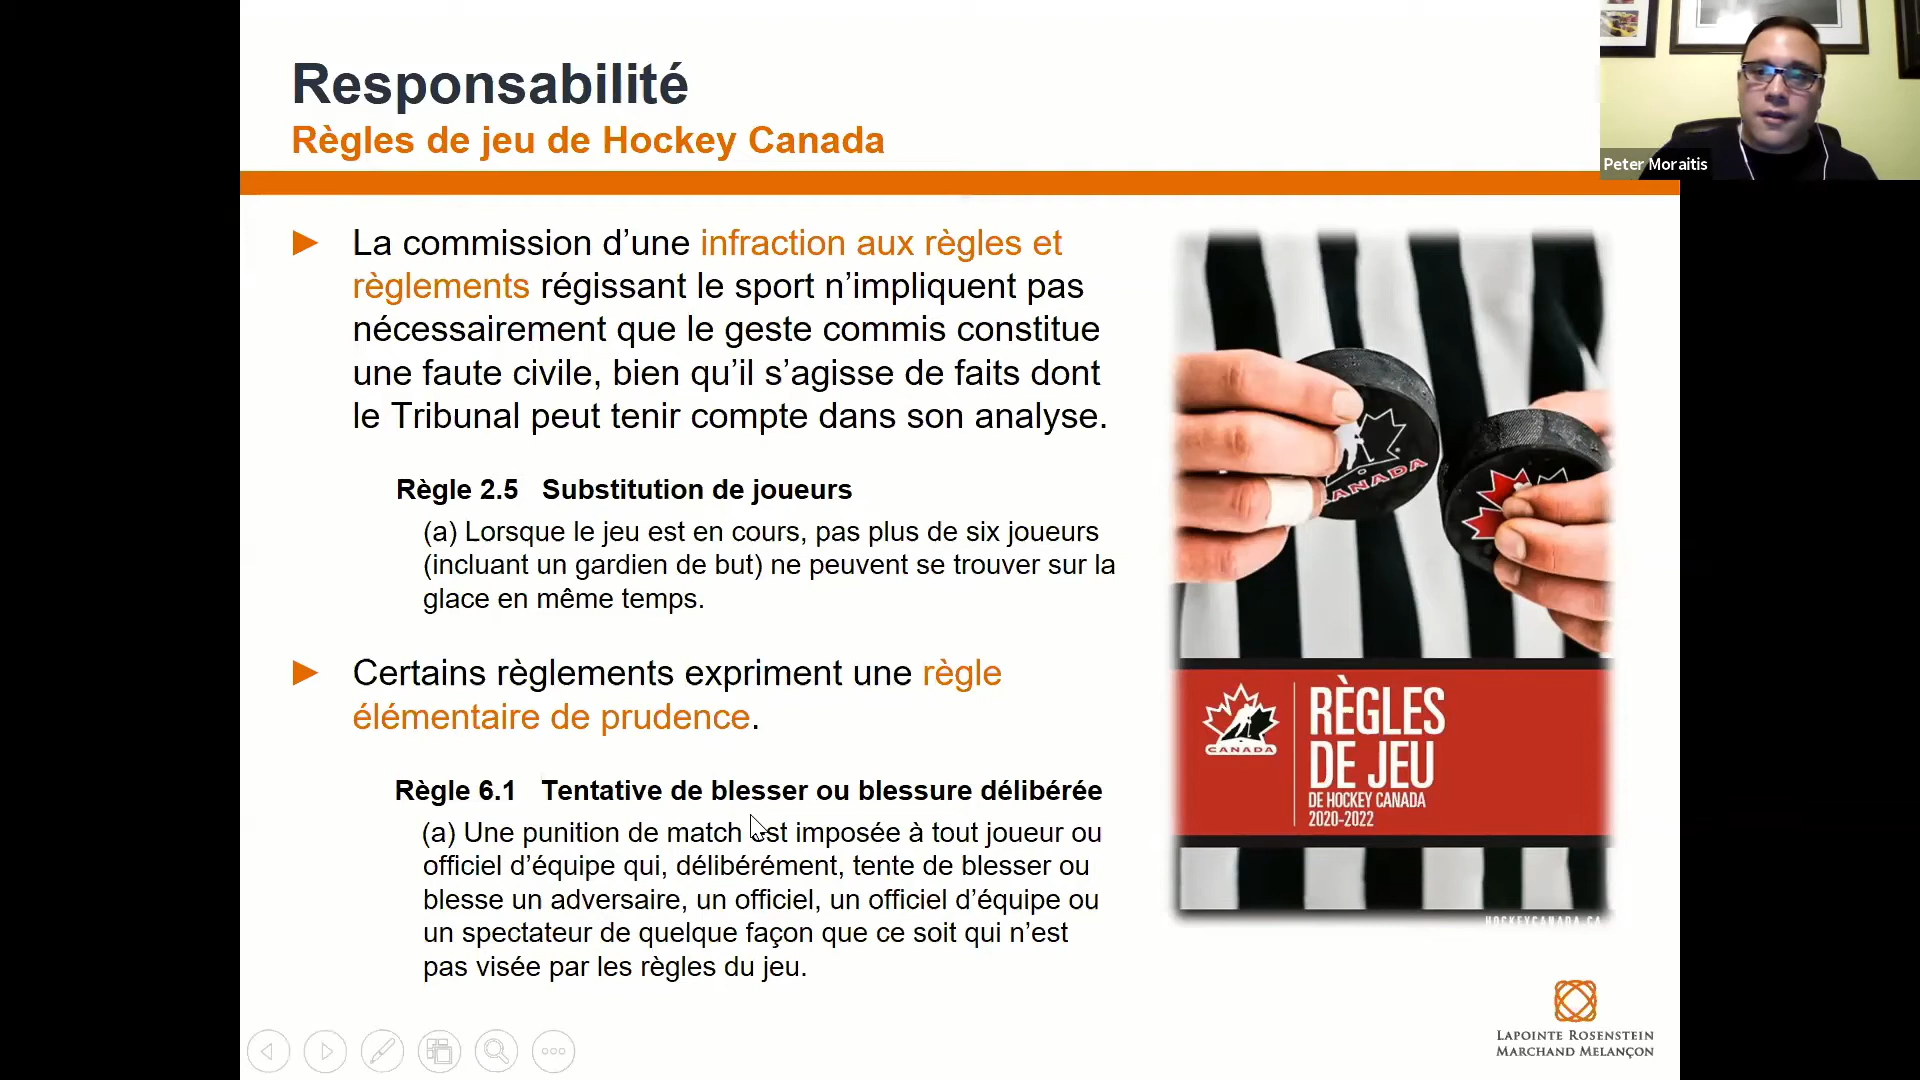 Responsabilité
Règles de jeu de Hockey Canada
Peter Moraitis
La commission d’une infraction aux règles et
règlements régissant le sport n’impliquent pas
nécessairement que le geste commis constitue
une faute civile, bien qu’il s’agisse de faits dont
le Tribunal peut tenir compte dans son analyse.
Règle 2.5 Substitution de joueurs
(a) Lorsque le jeu est en cours, pas plus de six joueurs
(incluant un gardien de but) ne peuvent se trouver sur la
glace en même temps.
Certains règlements expriment une règle
élémentaire de prudence.
Règle 6.1 Tentative de blesser ou blessure délibérée
(a) Une punition de match est imposée à tout joueur ou
officiel d’équipe qui, délibérément, tente de blesser ou
blesse un adversaire, un officiel, un officiel d’équipe ou
un spectateur de quelque façon que ce soit qui n’est
pas visée par les règles du jeu.
CANADA
CANADA
RÈGLES
DE JEU
DE HOCKEY CANADA
2020-2022
HOCKEYCANADA.CA
LAPOINTE ROSENSTEIN
MARCHAND MELANÇON